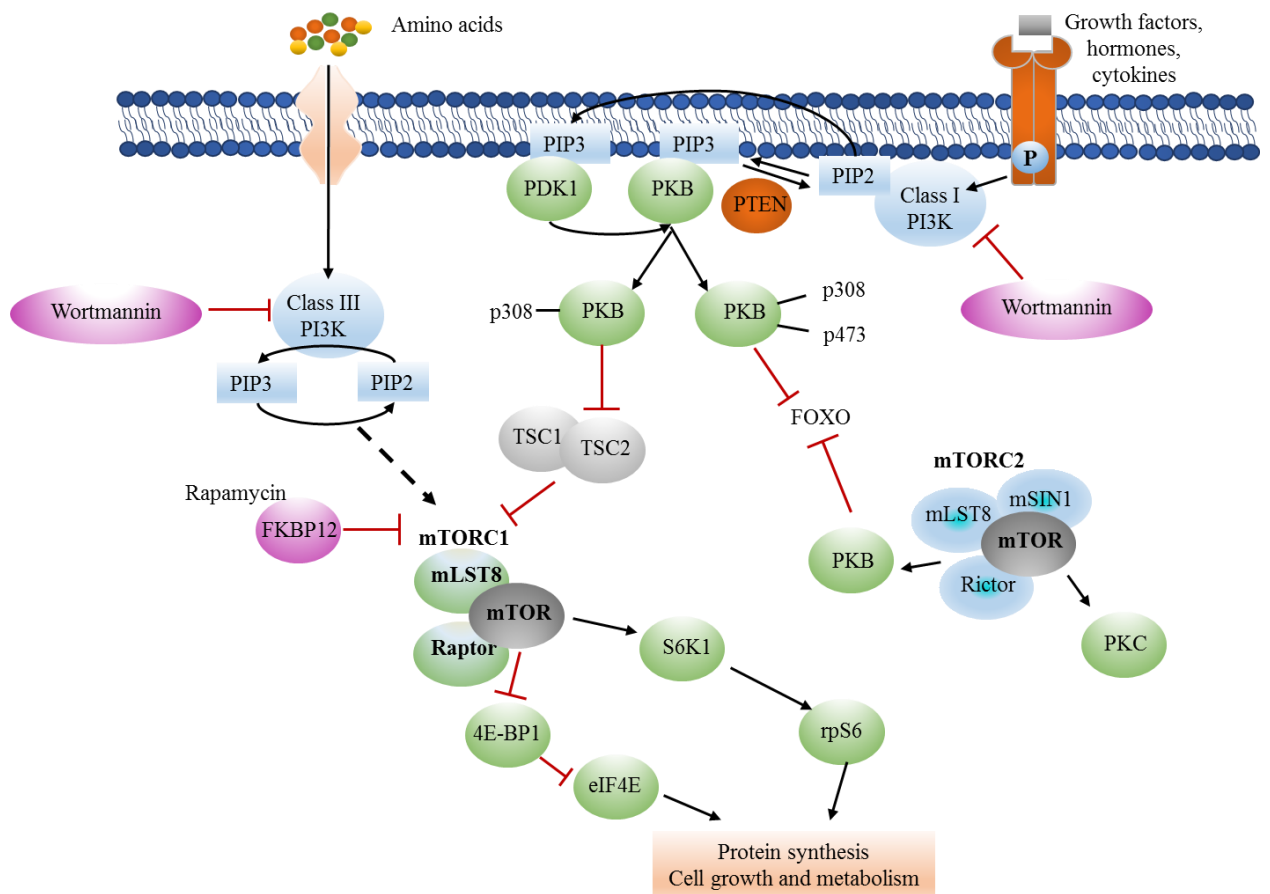 Amino acids
Growth factors,
hormones,
cytokines
P
PIP3
PIP3
PIP2
PDK1
PKB
PTEN
Class I
PI3K
Wortmannin
Class III
PI3K
Wortmannin
p308
PKB
PKB
p308
p473
PIP3
PIP2
FOXO
TSC1
TSC2
mTORC2
mSIN1
mLST8
mTOR
Rictor
Rapamycin
FKBP12
mTORC1
mLST8
mTOR
Raptor
PKB
PKC
S6K1
4E-BP1
rpS6
eIF4E
Protein synthesis
Cell growth and metabolism